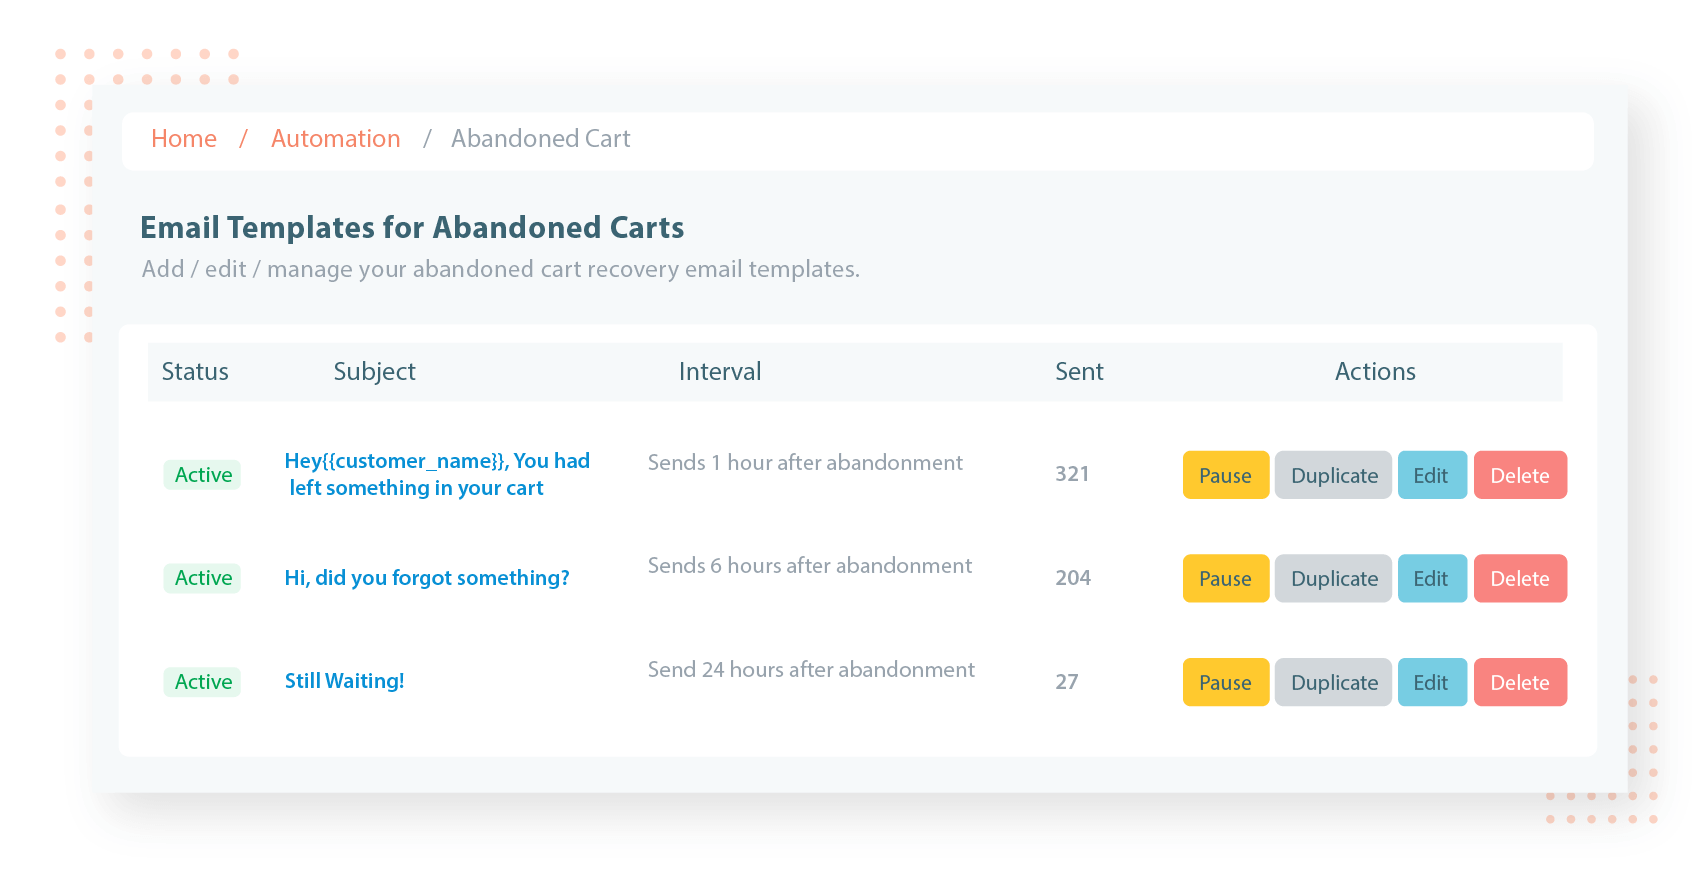 Home / Automation / Abandoned Cart
Email Templates for Abandoned Carts
Add / edit / manage your abandoned cart recovery email templates.
Status Subject Interval Sent Actions
Hey{{customer_name}}, You had
left something in your cart
Active Sends 1 hour after abandonment 321 Pause Duplicate Edit Delete
Active Hi, did you forgot something? Sends 6 hours after abandonment 204 Pause Duplicate Edit Delete
Active Still Waiting! Send 24 hours after abandonment 27 Pause Duplicate Edit Delete